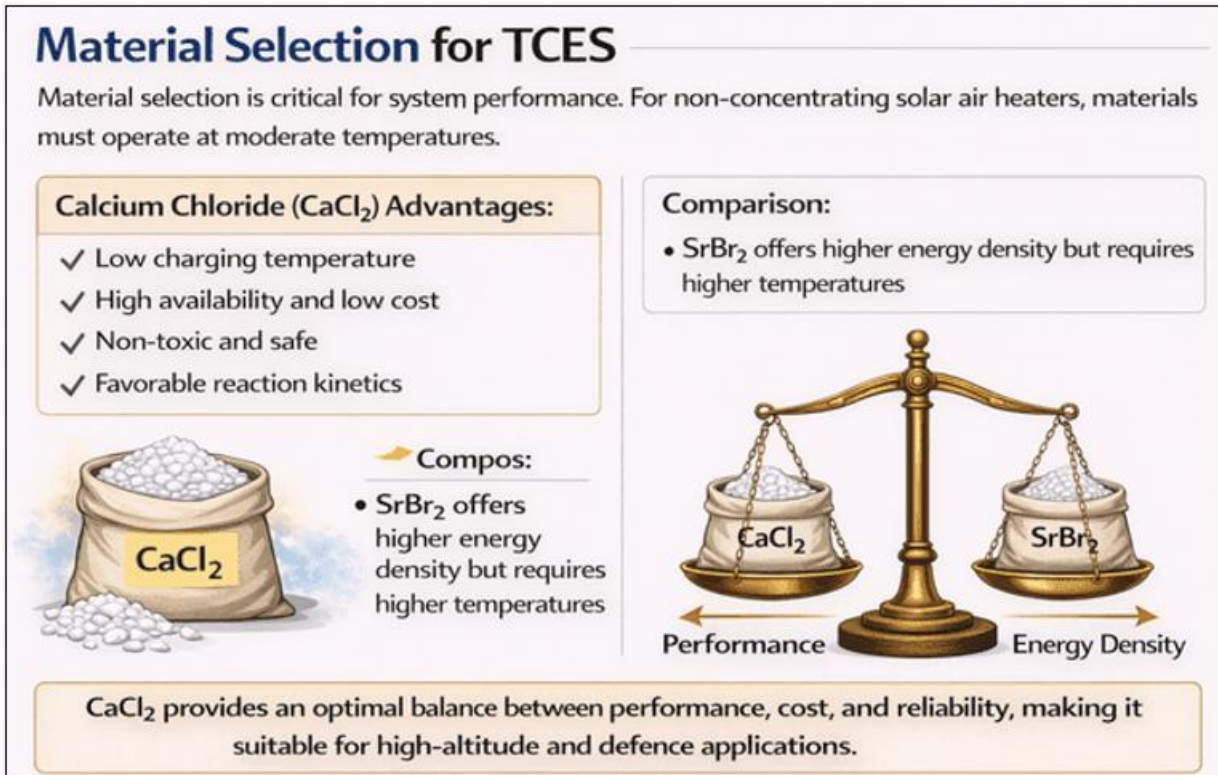 Material Selection for TCES
Material selection is critical for system performance. For non-concentrating solar air heaters, materials
must operate at moderate temperatures.
Calcium Chloride (CaCl₂) Advantages:
✓ Low charging temperature
✓ High availability and low cost
✓ Non-toxic and safe
✓ Favorable reaction kinetics
CaCl₂
Compos:
• SrBr₂ offers
higher energy
density but requires
higher temperatures
Comparison:
• SrBr₂ offers higher energy density but requires
higher temperatures
CaCl₂
SrBr₂
Performance
Energy Density
CaCl₂ provides an optimal balance between performance, cost, and reliability, making it
suitable for high-altitude and defence applications.